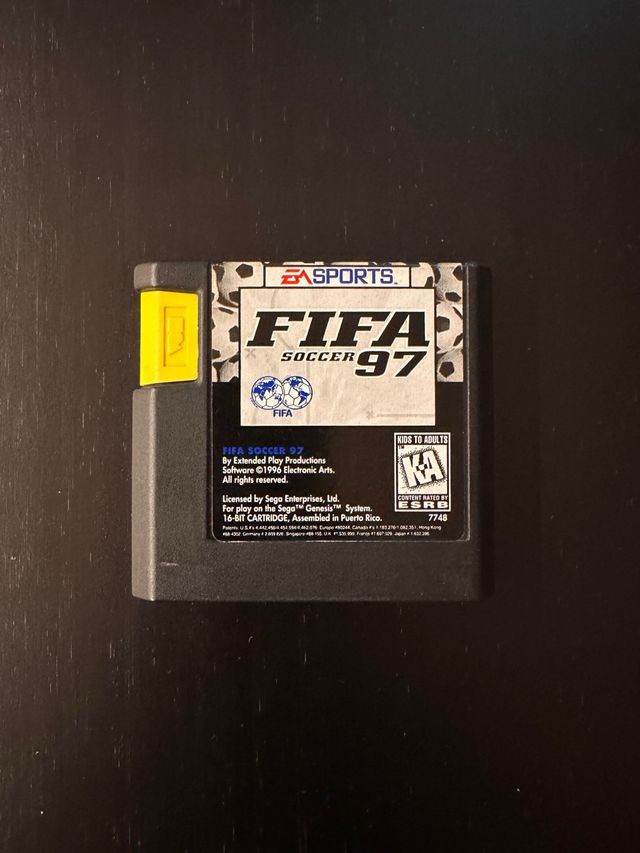 EA SPORTS
FIFA
SOCCER 97
FIFA
FIFA SOCCER 97
By Extended Play Productions
Software ©1996 Electronic Arts.
All rights reserved.
KIDS TO ADULTS
K-A
CONTENT RATED BY
ESRB
Licensed by Sega Enterprises, Ltd.
For play on the Sega™ Genesis™ System.
16-BIT CARTRIDGE, Assembled in Puerto Rico.
7748
Patents: U.S.